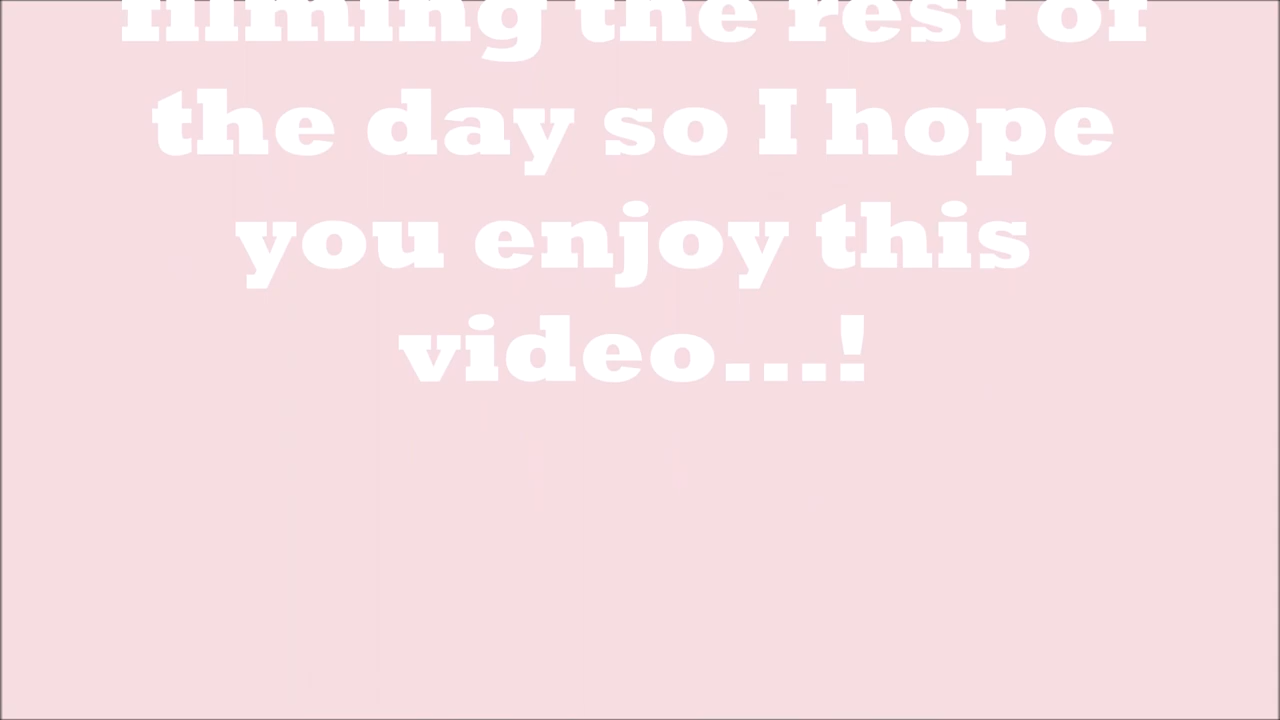 filming the rest of
the day so I hope
you enjoy this
video...!